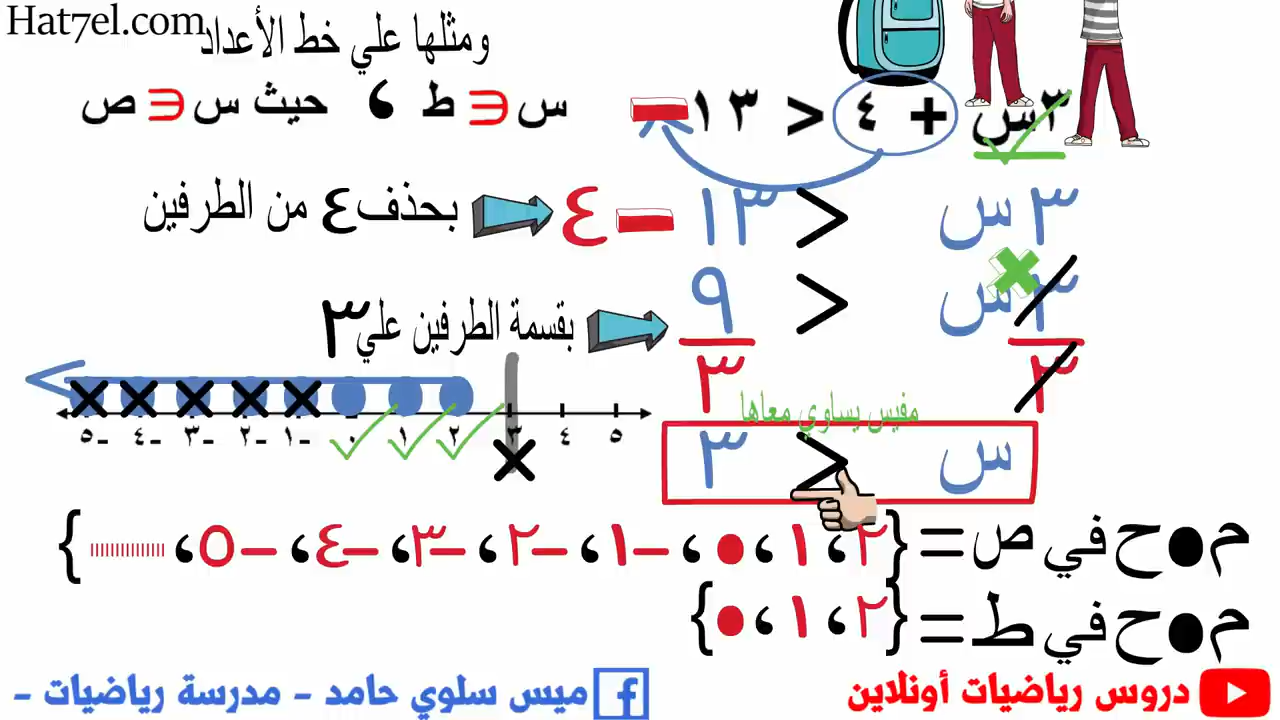 Hat7el.com
ومثلها علي خط الأعداد
٣س + ٤ > ١٣ س ∈ ط ، حيث س ∈ ص
٣س > ١٣ - ٤ بحذف ٤ من الطرفين
٣س > ٩ بقسمة الطرفين علي ٣
٣ ٣
مفيس يساوي معاها
-٥ -٤ -٣ -٢ -١ ٠ ١ ٢ ٣ ٤ ٥
س > ٣
م.ح في ص = {٢، ١، ٠، -١، -٢، -٣، -٤، -٥، ......}
م.ح في ط = {٢، ١، ٠}
دروس رياضيات أونلاين
ميس سلوي حامد - مدرسة رياضيات -